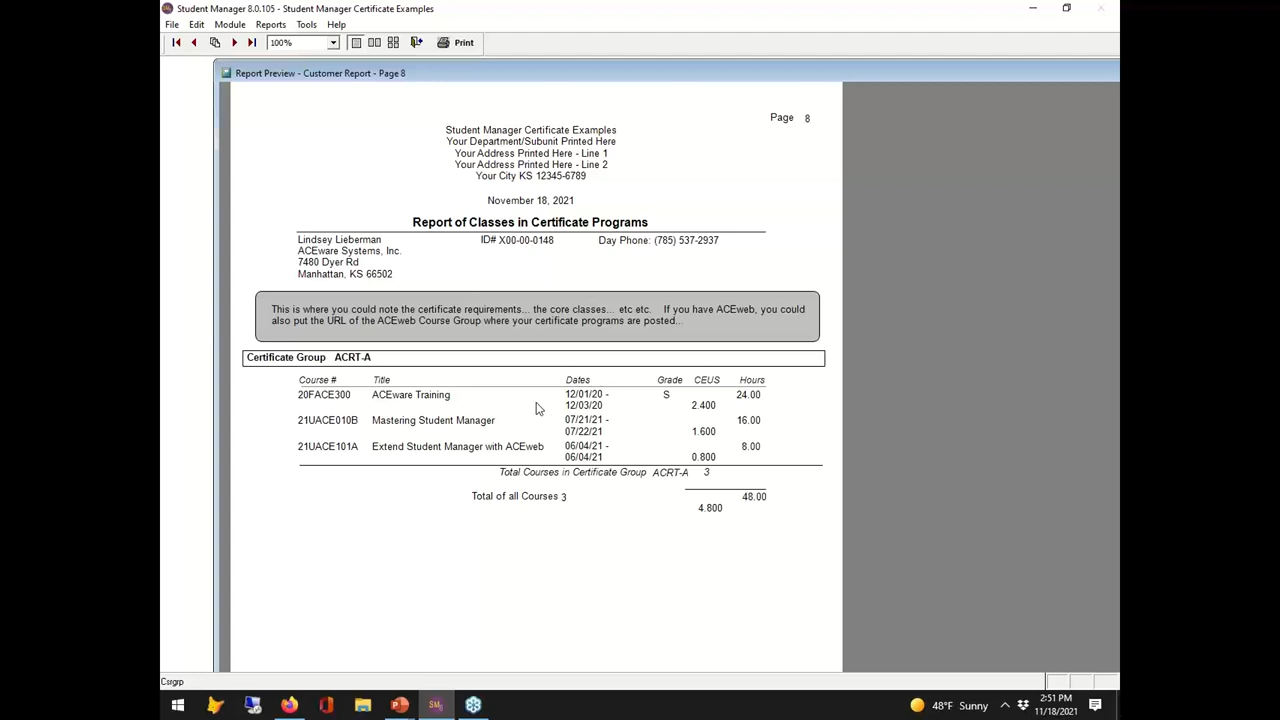 Student Manager 8.0.105 - Student Manager Certificate Examples
File Edit Module Reports Tools Help
100% Print
Report Preview - Customer Report - Page 8
Page 8
Student Manager Certificate Examples
Your Department/Subunit Printed Here
Your Address Printed Here - Line 1
Your Address Printed Here - Line 2
Your City KS 12345-6789
November 18, 2021
Report of Classes in Certificate Programs
Lindsey Lieberman ID# X00-00-0148 Day Phone: (785) 537-2937
ACEware Systems, Inc.
7480 Dyer Rd
Manhattan, KS 66502
This is where you could note the certificate requirements... the core classes... etc etc. If you have ACEweb, you could
also put the URL of the ACEweb Course Group where your certificate programs are posted...
Certificate Group ACRT-A
Course # Title Dates Grade CEUS Hours
20FACE300 ACEware Training 12/01/20 - S 24.00
12/03/20 2.400
21UACE010B Mastering Student Manager 07/21/21 - 16.00
07/22/21 1.600
21UACE101A Extend Student Manager with ACEweb 06/04/21 - 8.00
06/04/21 0.800
Total Courses in Certificate Group ACRT-A 3
Total of all Courses 3 48.00
4.800
Csrgrp
SM8 48°F Sunny 2:51 PM
11/18/2021